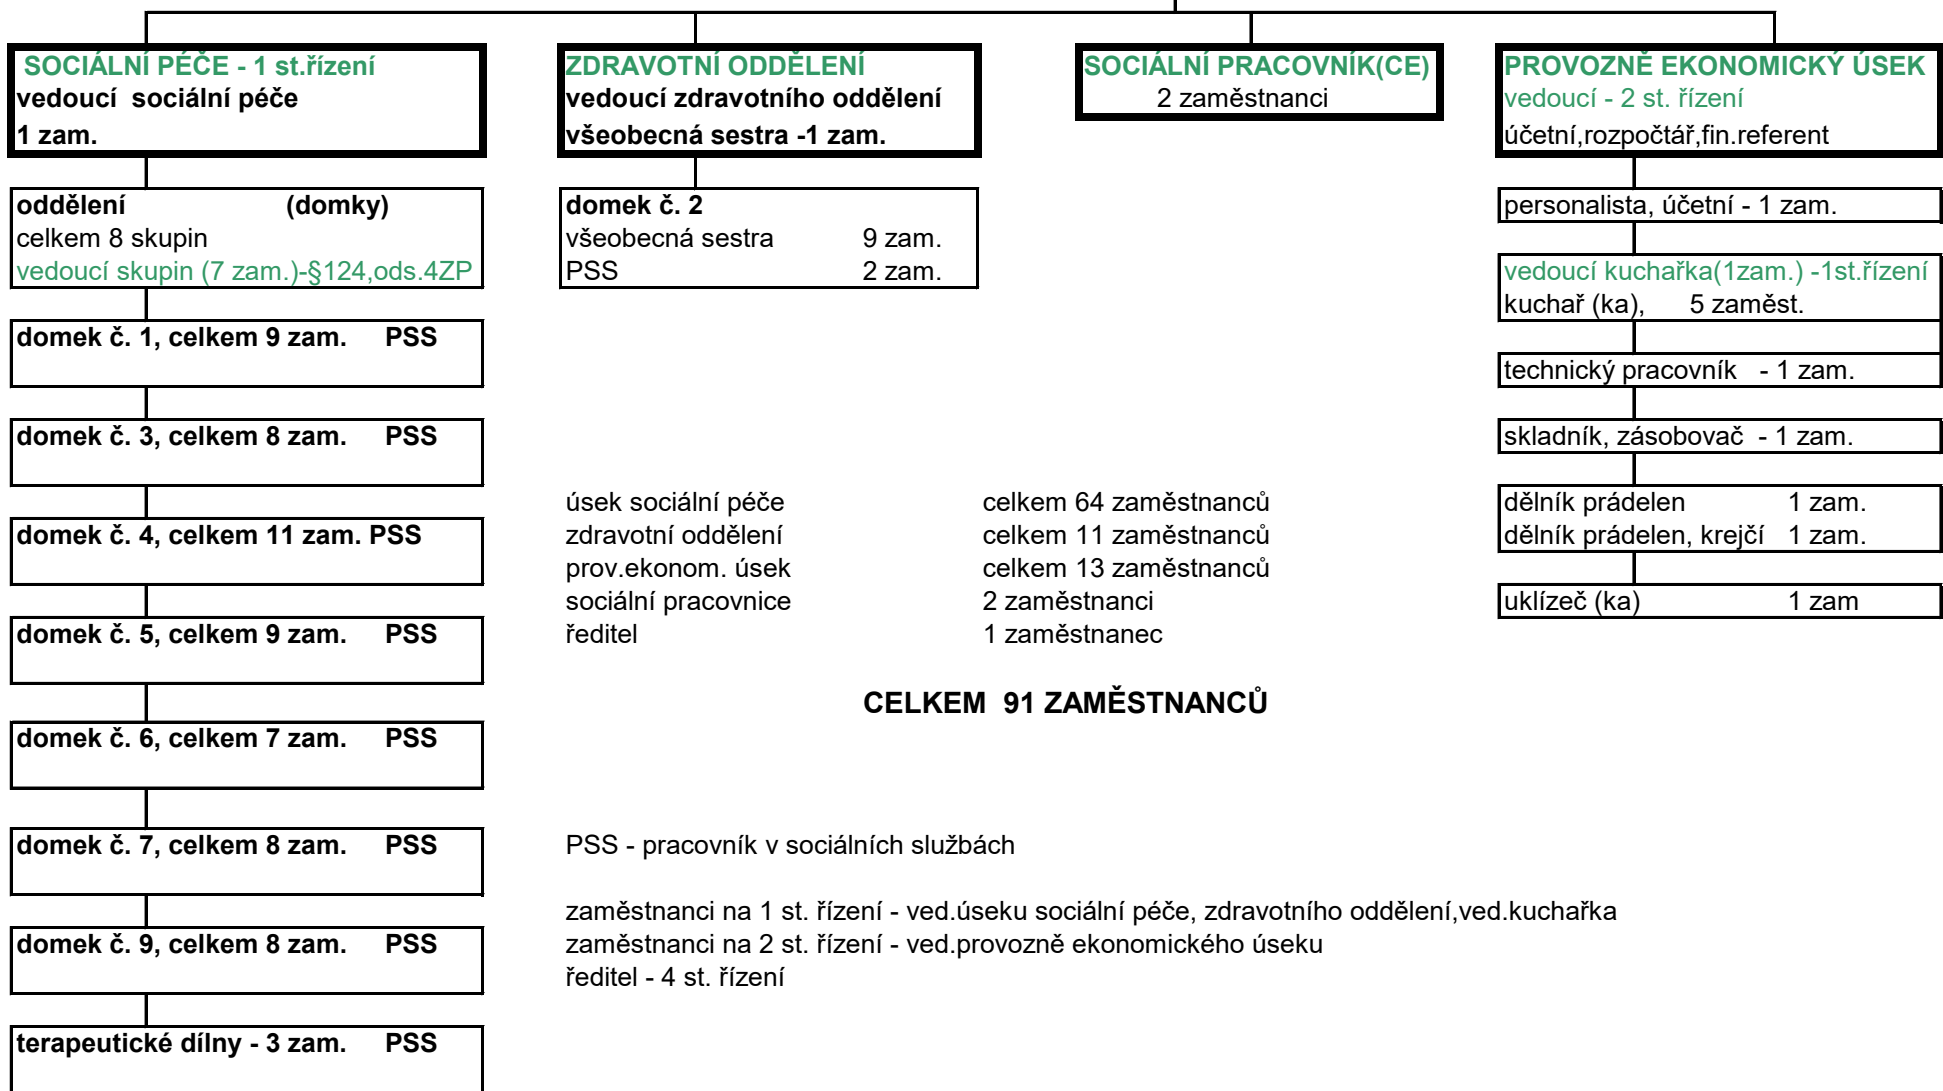 SOCIÁLNÍ PÉČE - 1 st.řízení
vedoucí  sociální péče
1 zam.
oddělení (domky)
celkem 8 skupin
vedoucí skupin (7 zam.)-§124,ods.4ZP
domek č. 1, celkem 9 zam. PSS
domek č. 3, celkem 8 zam. PSS
domek č. 4, celkem 11 zam. PSS
domek č. 5, celkem 9 zam. PSS
domek č. 6, celkem 7 zam. PSS
domek č. 7, celkem 8 zam. PSS
domek č. 9, celkem 8 zam. PSS
terapeutické dílny - 3 zam. PSS
ZDRAVOTNÍ ODDĚLENÍ
vedoucí zdravotního oddělení
všeobecná sestra -1 zam.
domek č. 2
všeobecná sestra 9 zam.
PSS 2 zam.
SOCIÁLNÍ PRACOVNÍK(CE)
2 zaměstnanci
PROVOZNĚ EKONOMICKÝ ÚSEK
vedoucí - 2 st. řízení
účetní,rozpočtář,fin.referent
personalista, účetní - 1 zam.
vedoucí kuchařka(1zam.) -1st.řízení
kuchař (ka), 5 zaměst.
technický pracovník - 1 zam.
skladník, zásobovač - 1 zam.
dělník prádelen 1 zam.
dělník prádelen, krejčí 1 zam.
uklízeč (ka) 1 zam
úsek sociální péče celkem 64 zaměstnanců
zdravotní oddělení celkem 11 zaměstnanců
prov.ekonom. úsek celkem 13 zaměstnanců
sociální pracovnice 2 zaměstnanci
ředitel 1 zaměstnanec
CELKEM 91 ZAMĚSTNANCŮ
PSS - pracovník v sociálních službách
zaměstnanci na 1 st. řízení - ved.úseku sociální péče, zdravotního oddělení,ved.kuchařka
zaměstnanci na 2 st. řízení - ved.provozně ekonomického úseku
ředitel - 4 st. řízení